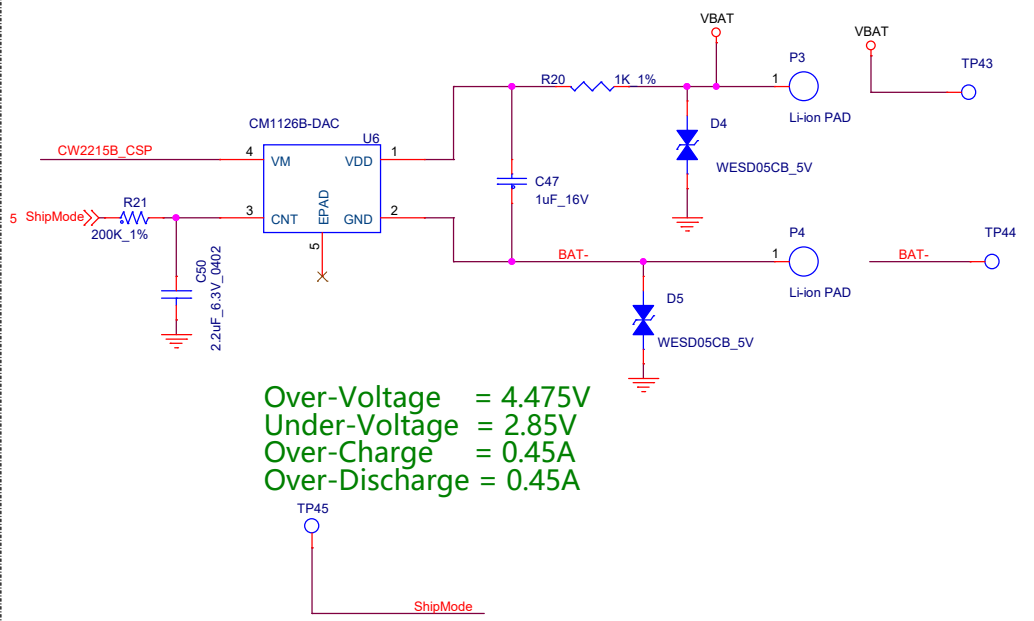 VBAT
VBAT
P3
TP43
R20
1K_1%
1
Li-ion PAD
CM1126B-DAC
U6
D4
WESD05CB_5V
CW2215B_CSP
4
VM
VDD
1
C47
1uF_16V
R21
5
ShipMode
200K_1%
3
CNT
EPAD
GND
2
5
P4
TP44
BAT-
1
BAT-
C50
2.2uF_6.3V_0402
Li-ion PAD
D5
WESD05CB_5V
Over-Voltage = 4.475V
Under-Voltage = 2.85V
Over-Charge = 0.45A
Over-Discharge = 0.45A
TP45
ShipMode